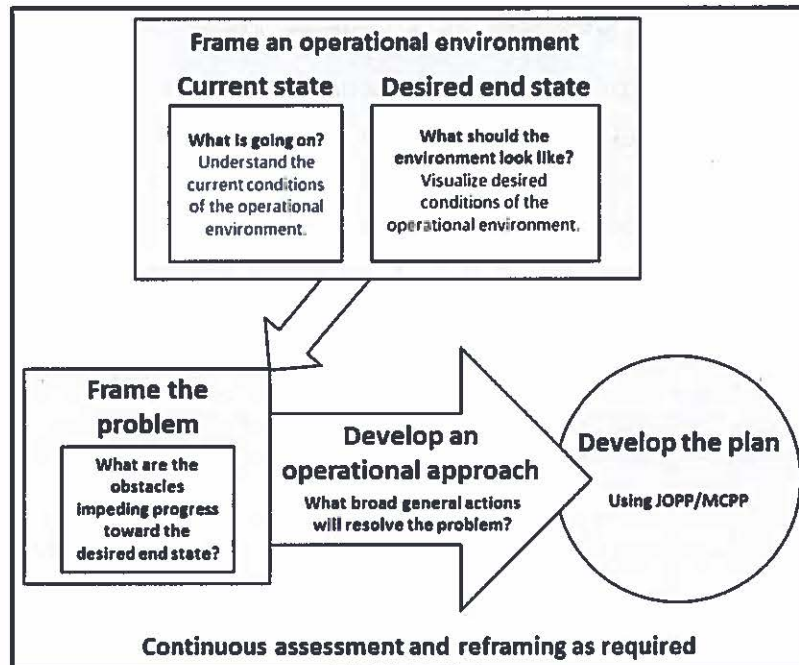 Frame an operational environment
Current state
What is going on?
Understand the
current conditions
of the operational
environment.
Desired end state
What should the
environment look like?
Visualize desired
conditions of the
operational environment.
Frame the
problem
What are the
obstacles
impeding progress
toward the
desired end state?
Develop an
operational approach
What broad general actions
will resolve the problem?
Develop the plan
Using JOPP/MCPP
Continuous assessment and reframing as required